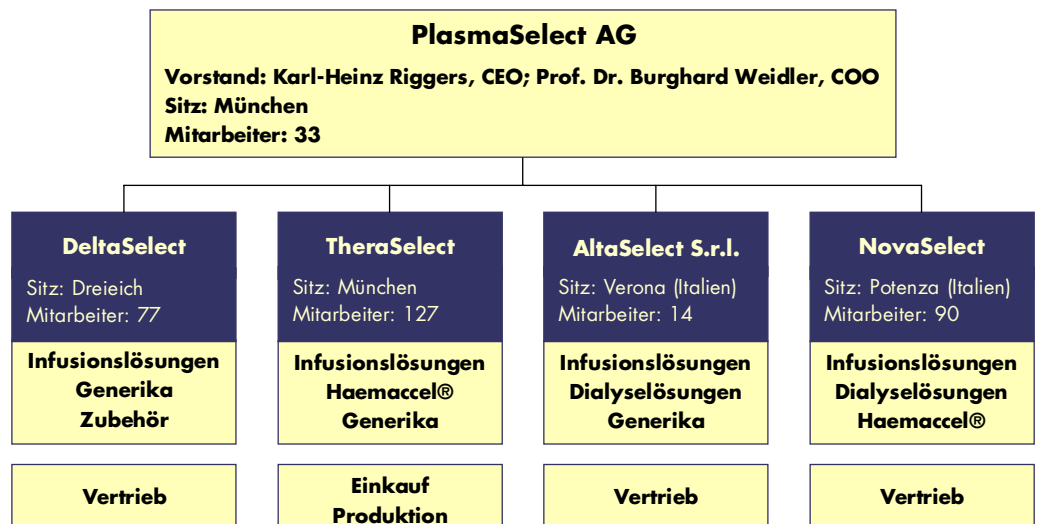 PlasmaSelect AG
Vorstand: Karl-Heinz Riggers, CEO; Prof. Dr. Burghard Weidler, COO
Sitz: München
Mitarbeiter: 33
DeltaSelect
Sitz: Dreieich
Mitarbeiter: 77
Infusionslösungen
Generika
Zubehör
Vertrieb
TheraSelect
Sitz: München
Mitarbeiter: 127
Infusionslösungen
Haemaccel®
Generika
Einkauf
Produktion
AltaSelect S.r.l.
Sitz: Verona (Italien)
Mitarbeiter: 14
Infusionslösungen
Dialyselösungen
Generika
Vertrieb
NovaSelect
Sitz: Potenza (Italien)
Mitarbeiter: 90
Infusionslösungen
Dialyselösungen
Haemaccel®
Vertrieb